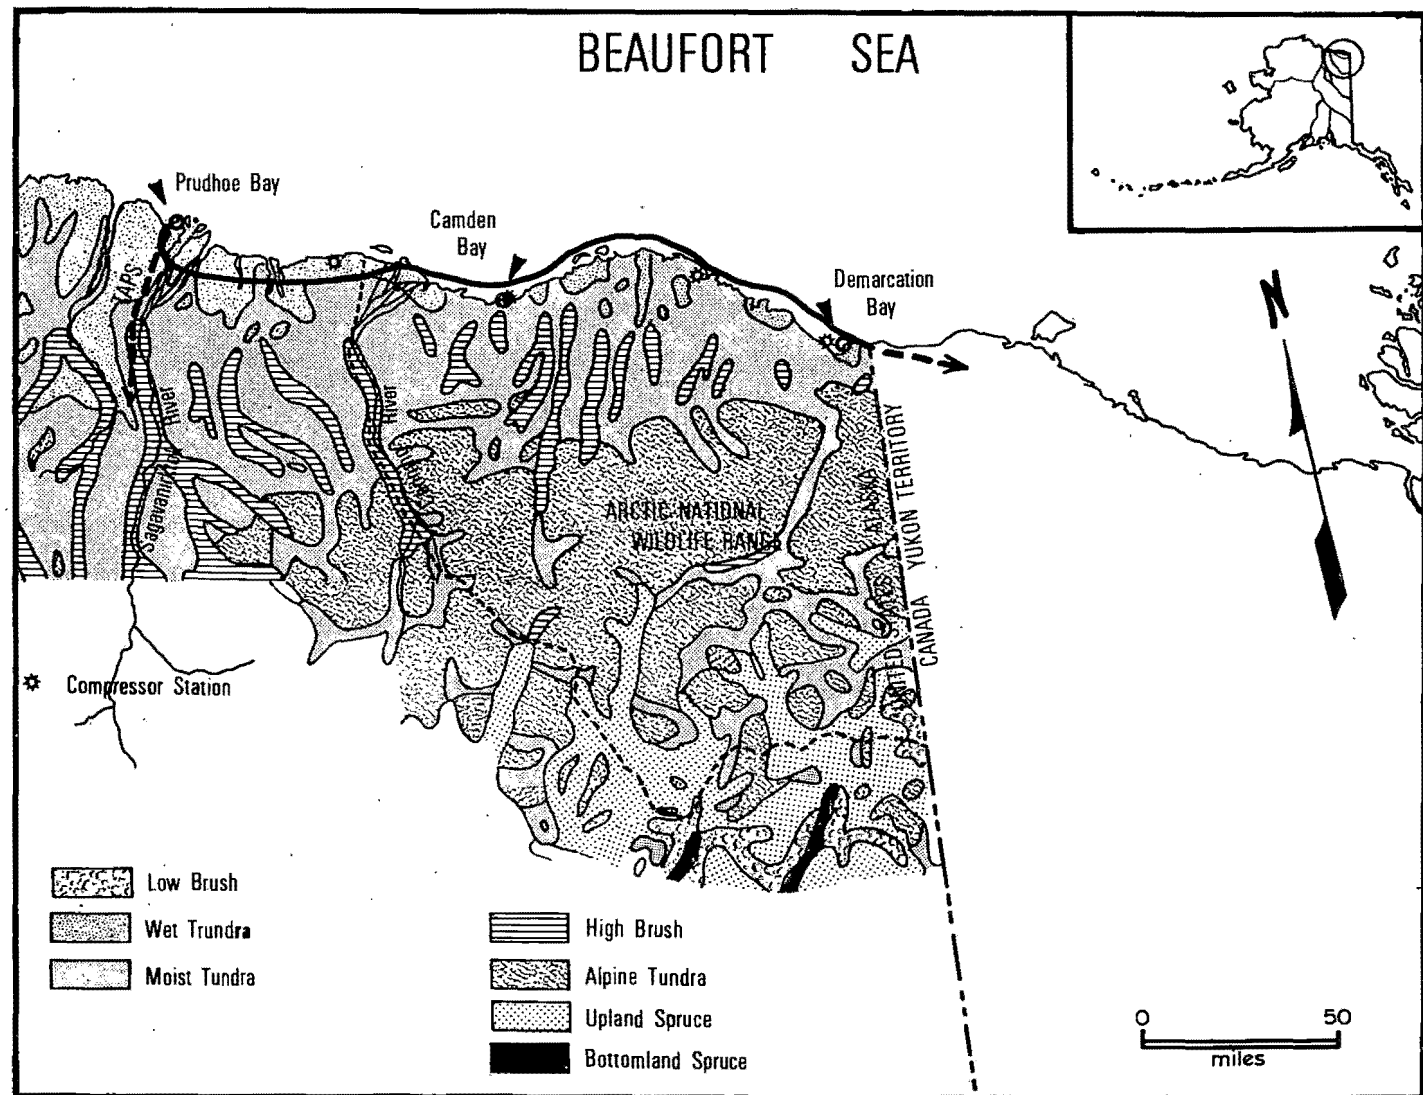 BEAUFORT SEA
Prudhoe Bay
Camden
Bay
Demarcation
Bay
TAPS
N
River
River
Sagavanirktok
Canning
ARCTIC NATIONAL
WILDLIFE RANGE
UNITED STATES ALASKA
CANADA YUKON TERRITORY
Compressor Station
Low Brush
Wet Trundra
Moist Tundra
High Brush
Alpine Tundra
Upland Spruce
Bottomland Spruce
0 50
miles